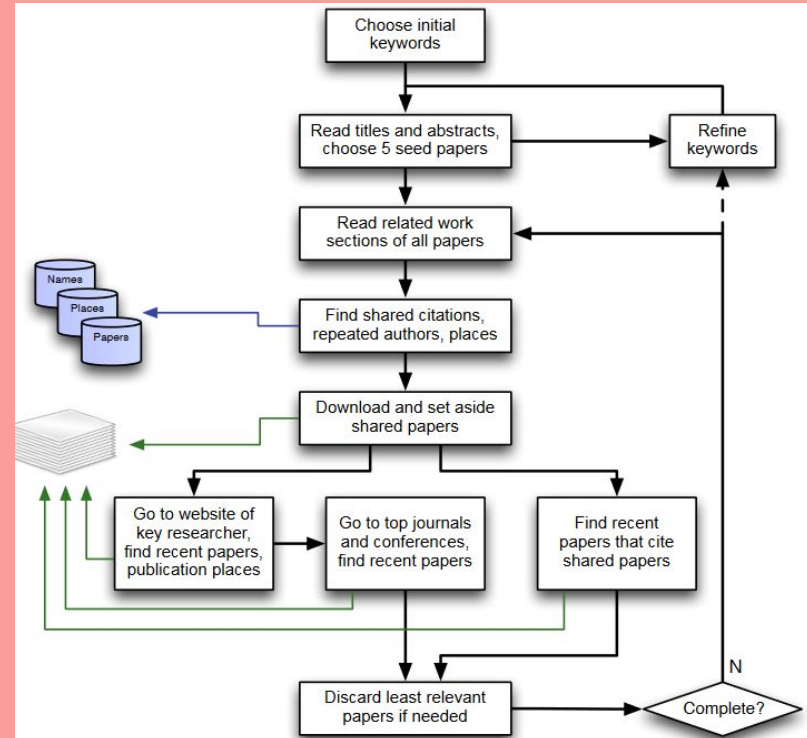 Choose initial
keywords
Read titles and abstracts,
choose 5 seed papers
Refine
keywords
Read related work
sections of all papers
Names
Places
Papers
Find shared citations,
repeated authors, places
Download and set aside
shared papers
Go to website of
key researcher,
find recent papers,
publication places
Go to top journals
and conferences,
find recent papers
Find recent
papers that cite
shared papers
N
Discard least relevant
papers if needed
Complete?